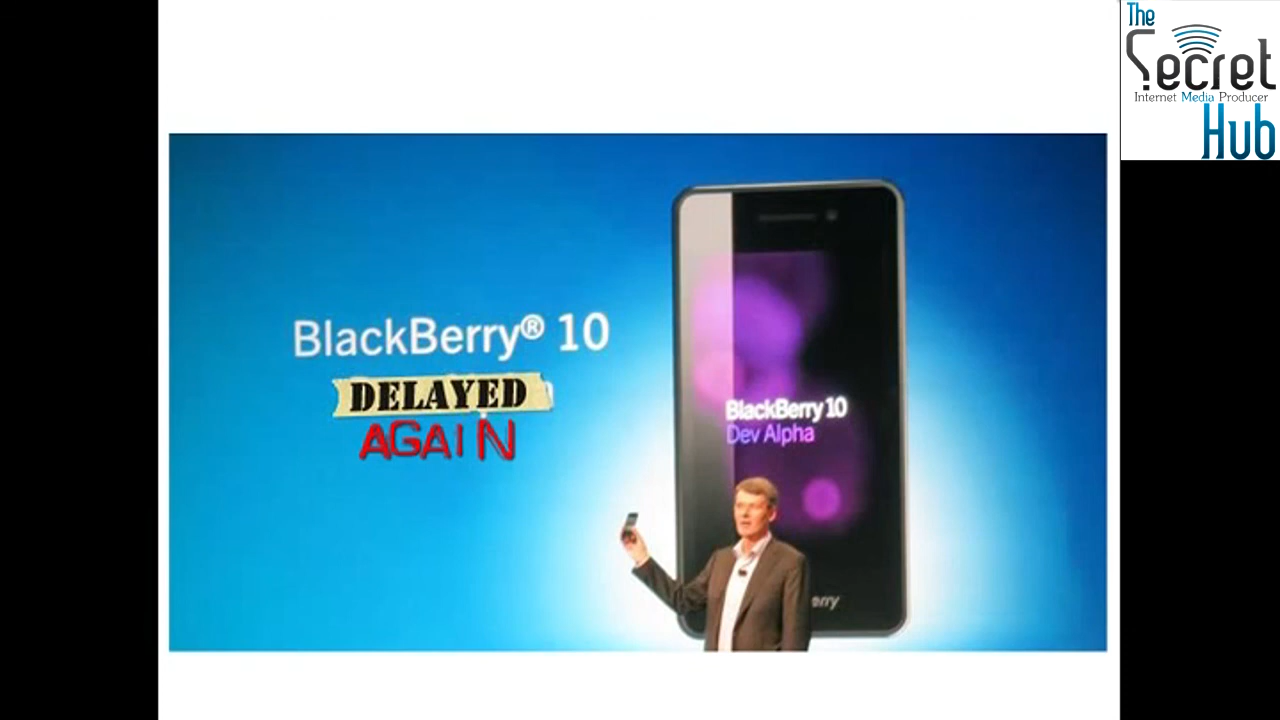 The
Secret
Internet Media Producer
Hub
BlackBerry® 10
DELAYED
AGAIN
BlackBerry 10
Dev Alpha
erry